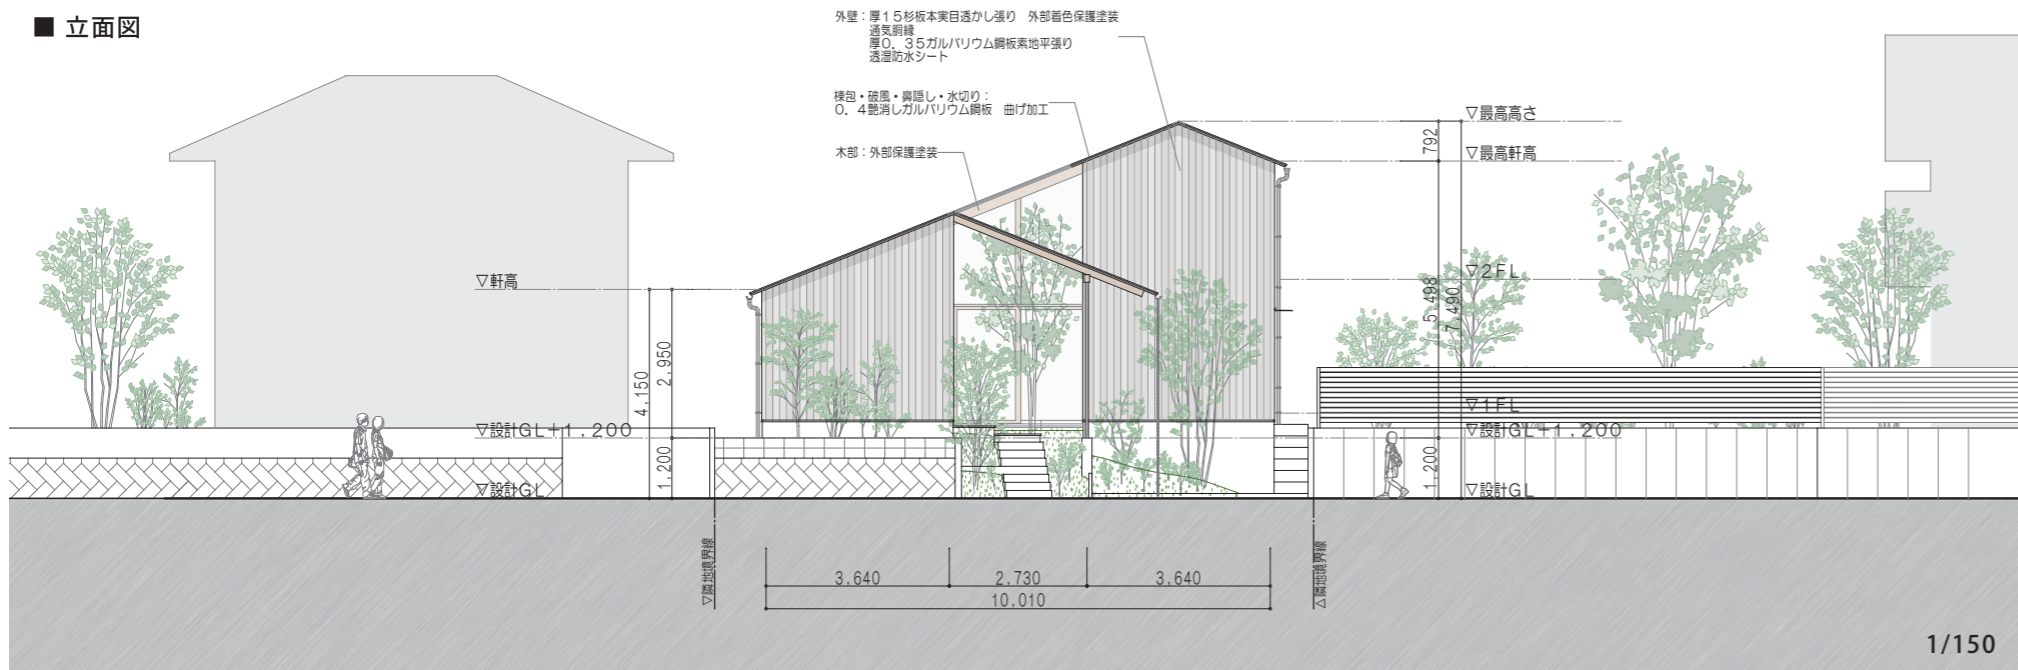 ■ 立面図
外壁：厚１５杉板本実目透かし張り　外部着色保護塗装
通気胴縁
厚０．３５ガルバリウム鋼板素地平張り
透湿防水シート
棟包・破風・鼻隠し・水切り：
０．４艶消しガルバリウム鋼板　曲げ加工
木部：外部保護塗装
▽最高高さ
792
▽最高軒高
▽軒高
▽2FL
5,498
7,490
2,950
4,150
▽1FL
▽設計GL+1,200
▽設計GL+1,200
1,200
1,200
▽設計GL
▽設計GL
▽隣地境界線
△隣地境界線
3,640
2,730
3,640
10,010
1/150